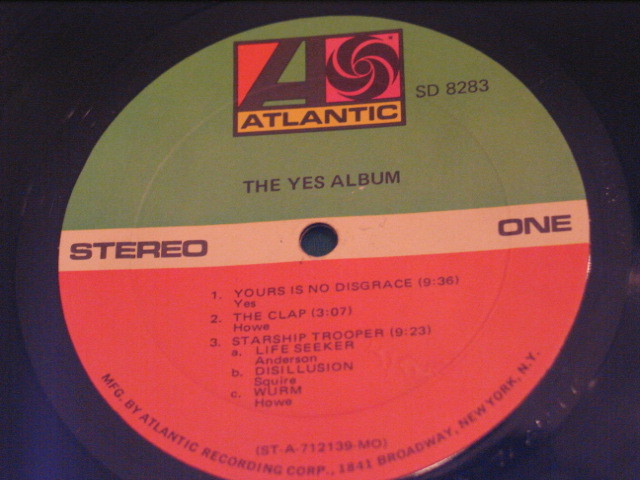 ATLANTIC
SD 8283
THE YES ALBUM
STEREO
ONE
1. YOURS IS NO DISGRACE (9:36)
Yes
2. THE CLAP (3:07)
Howe
3. STARSHIP TROOPER (9:23)
a. LIFE SEEKER
Anderson
b. DISILLUSION
Squire
c. WURM
Howe
(ST-A-712139-MO)
MFG. BY ATLANTIC RECORDING CORP., 1841 BROADWAY, NEW YORK, N.Y.